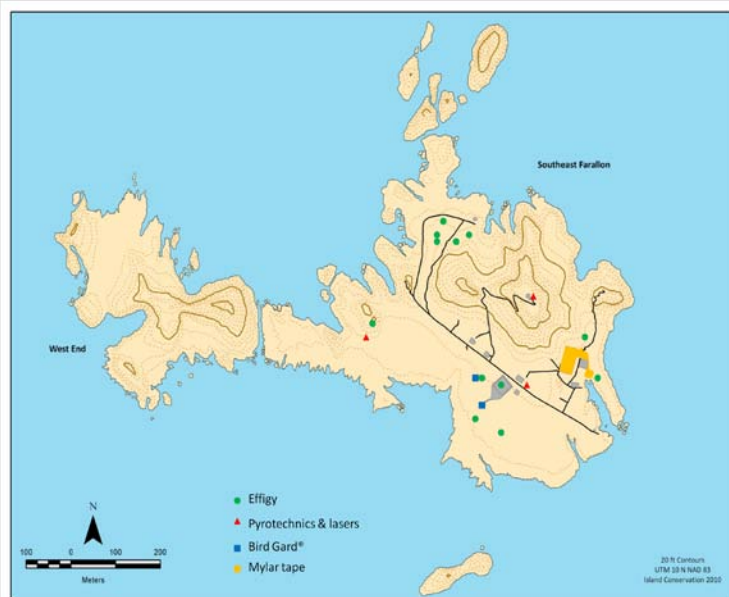 Southeast Farallon
West End
N
Effigy
Pyrotechnics & lasers
Bird Gard®
Mylar tape
100 50 0 100 200
Meters
20 ft Contours
UTM 10 N NAD 83
Island Conservation 2010